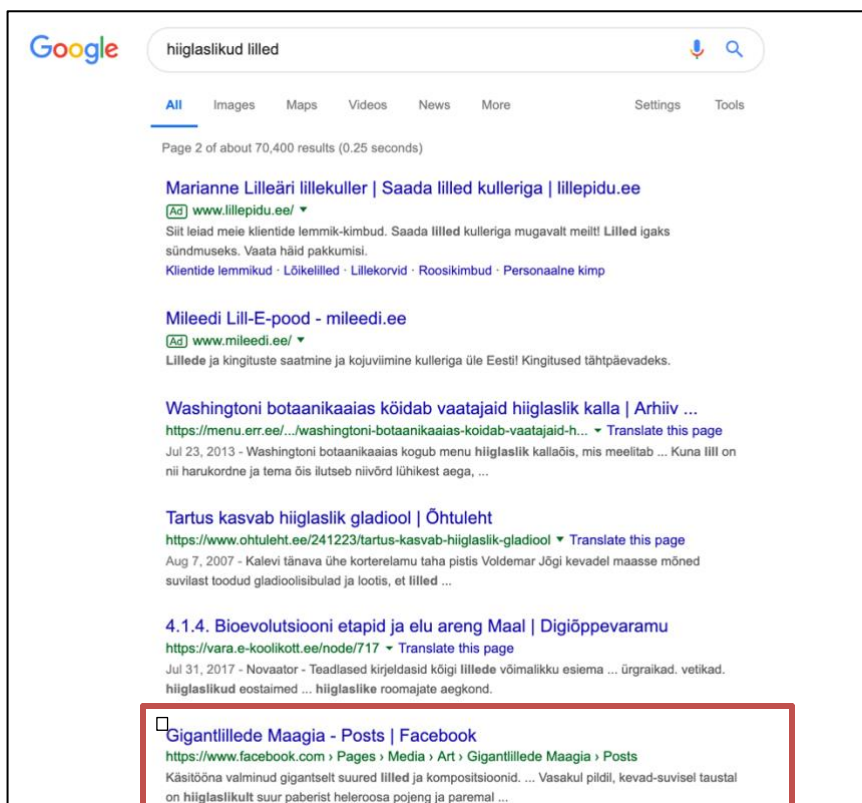 Google
hiiglaslikud lilled
All Images Maps Videos News More Settings Tools
Page 2 of about 70,400 results (0.25 seconds)
Marianne Lilleäri lillekuller | Saada lilled kulleriga | lillepidu.ee
Ad www.lillepidu.ee/
Siit leiad meie klientide lemmik-kimbud. Saada lilled kulleriga mugavalt meilt! Lilled igaks
sündmuseks. Vaata häid pakkumisi.
Klientide lemmikud · Lõikelilled · Lillekorvid · Roosikimbud · Personaalne kimp
Mileedi Lill-E-pood - mileedi.ee
Ad www.mileedi.ee/
Lillede ja kingituste saatmine ja kojuviimine kulleriga üle Eesti! Kingitused tähtpäevadeks.
Washingtoni botaanikaaias köidab vaatajaid hiiglaslik kalla | Arhiiv ...
https://menu.err.ee/.../washingtoni-botaanikaaias-koidab-vaatajaid-h... Translate this page
Jul 23, 2013 - Washingtoni botaanikaaias kogub menu hiiglaslik kallaõis, mis meelitab ... Kuna lill on
nii harukordne ja tema õis ilutseb niivõrd lühikest aega, ...
Tartus kasvab hiiglaslik gladiool | Õhtuleht
https://www.ohtuleht.ee/241223/tartus-kasvab-hiiglaslik-gladiool Translate this page
Aug 7, 2007 - Kalevi tänava ühe korterelamu taha pistis Voldemar Jõgi kevadel maasse mõned
suvilast toodud gladioolisibulad ja lootis, et lilled ...
4.1.4. Bioevolutsiooni etapid ja elu areng Maal | Digiõppevaramu
https://vara.e-koolikott.ee/node/717 Translate this page
Jul 31, 2017 - Novaator - Teadlased kirjeldasid kõigi lillede võimalikku esiema ... ürgraikad. vetikad.
hiiglaslikud eostaimed ... hiiglaslike roomajate aegkond.
Gigantlillede Maagia - Posts | Facebook
https://www.facebook.com › Pages › Media › Art › Gigantlillede Maagia › Posts
Käsitööna valminud gigantselt suured lilled ja kompositsioonid. ... Vasakul pildil, kevad-suvisel taustal
on hiiglaslikult suur paberist heleroosa pojeng ja paremal ...